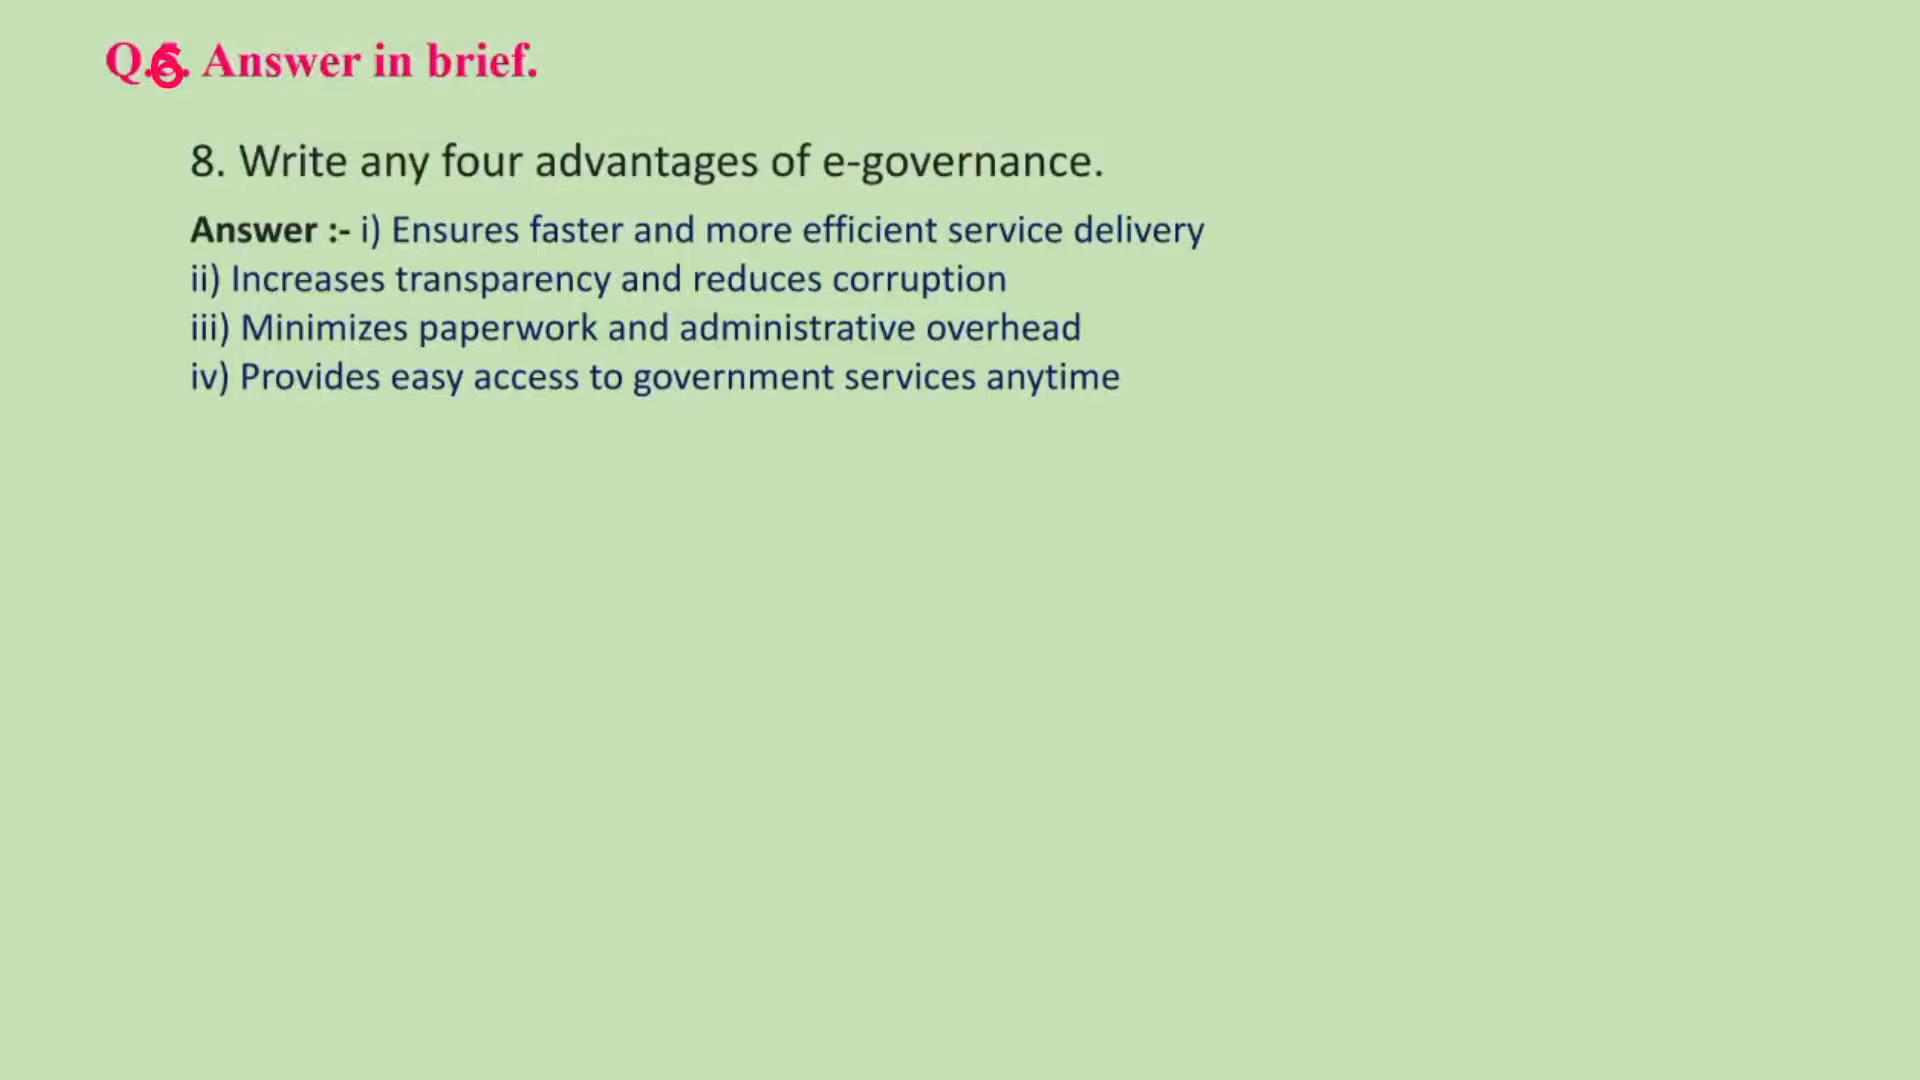 Q.6. Answer in brief.
8. Write any four advantages of e-governance.
Answer :- i) Ensures faster and more efficient service delivery
ii) Increases transparency and reduces corruption
iii) Minimizes paperwork and administrative overhead
iv) Provides easy access to government services anytime